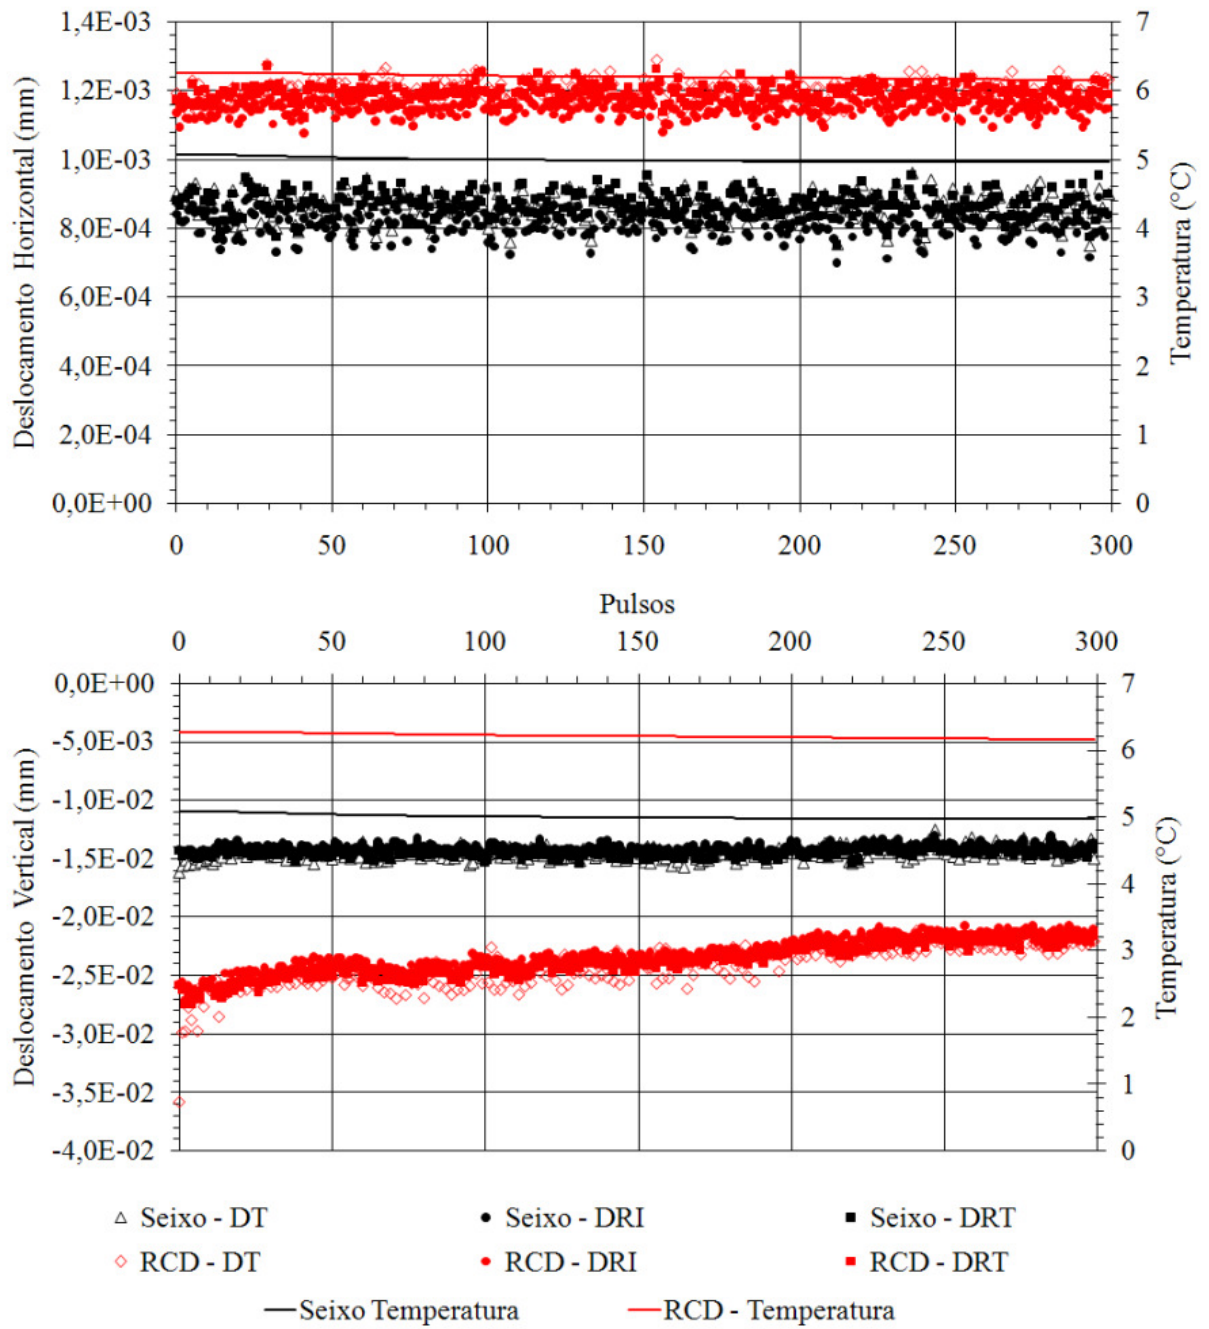 1,4E-03
1,2E-03
1,0E-03
8,0E-04
6,0E-04
4,0E-04
2,0E-04
0,0E+00
Deslocamento Horizontal (mm)
7
6
5
4
3
2
1
0
Temperatura (°C)
0 50 100 150 200 250 300
Pulsos
0 50 100 150 200 250 300
0,0E+00
-5,0E-03
-1,0E-02
-1,5E-02
-2,0E-02
-2,5E-02
-3,0E-02
-3,5E-02
-4,0E-02
Deslocamento Vertical (mm)
7
6
5
4
3
2
1
0
Temperatura (°C)
Seixo - DT Seixo - DRI Seixo - DRT
RCD - DT RCD - DRI RCD - DRT
Seixo Temperatura RCD - Temperatura